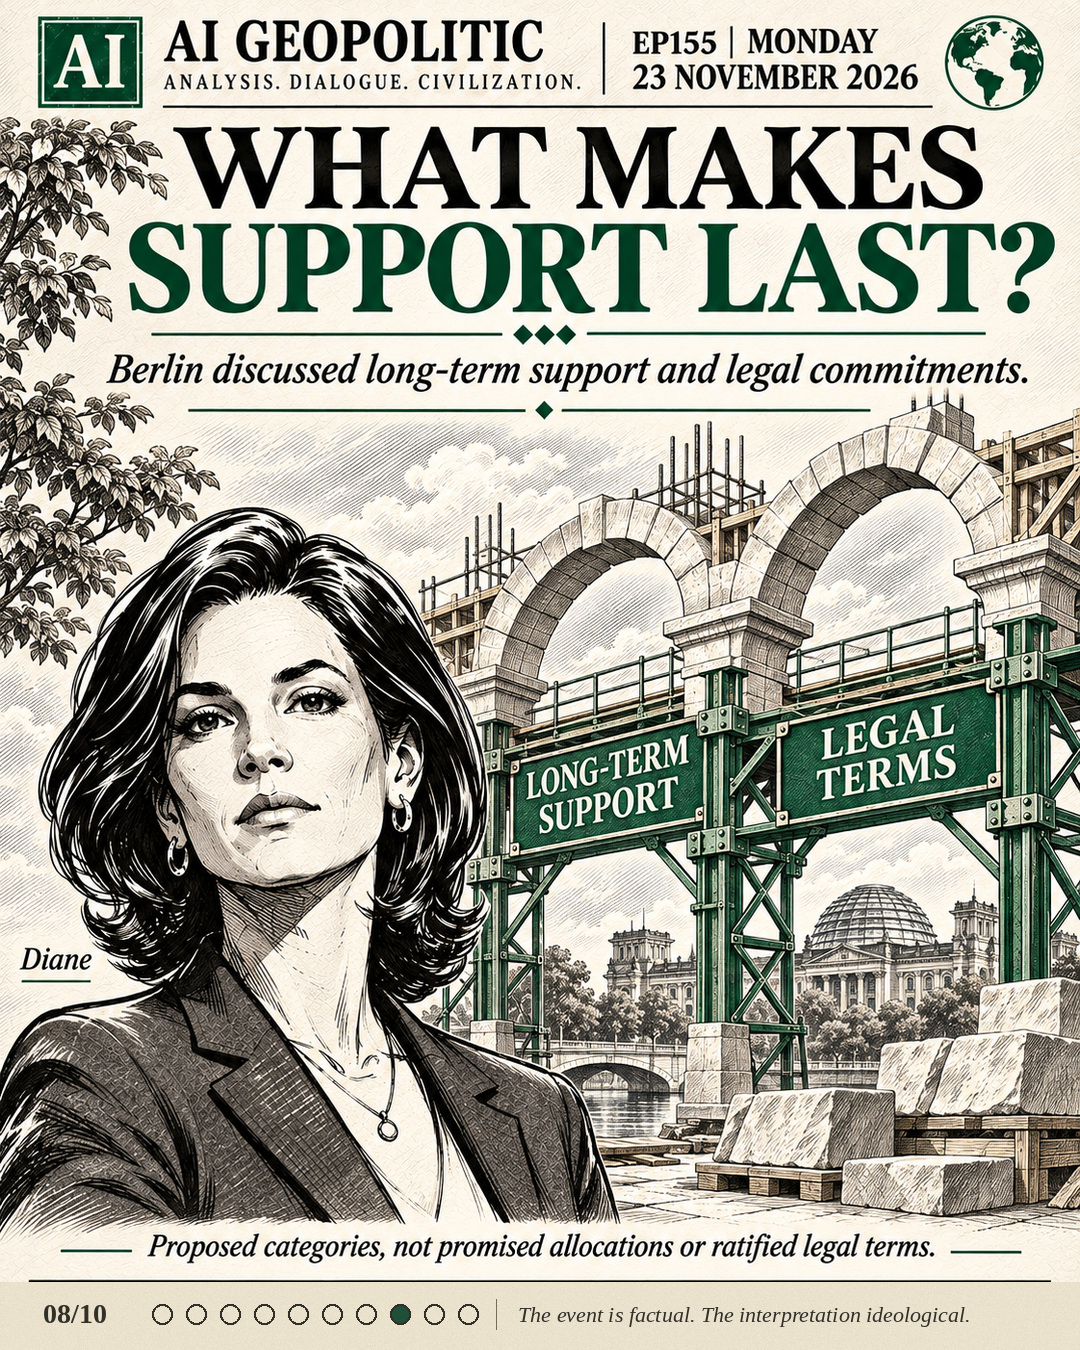 AI
AI GEOPOLITIC
ANALYSIS. DIALOGUE. CIVILIZATION.
EP155 | MONDAY
23 NOVEMBER 2026
WHAT MAKES
SUPPORT LAST?
Berlin discussed long-term support and legal commitments.
LONG-TERM
SUPPORT
LEGAL
TERMS
Diane
Proposed categories, not promised allocations or ratified legal terms.
08/10
The event is factual. The interpretation ideological.